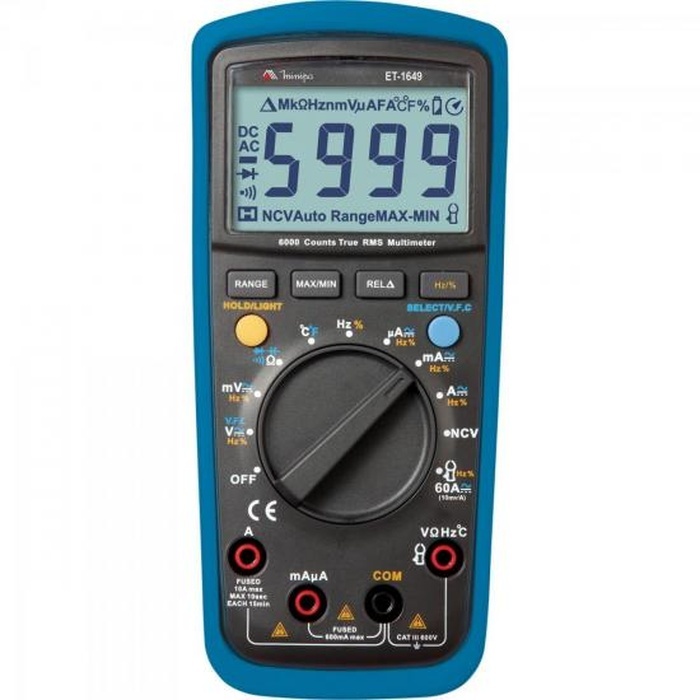 Minipa ET-1649
ΔMkΩHznmVμAFA°C°F%
DC
AC
5999
H NCVAuto RangeMAX-MIN
6000 Counts True RMS Multimeter
RANGE MAX/MIN RELΔ Hz/%
HOLD/LIGHT SELECT/V.F.C
°C°F Hz % μA Hz%
Ω mA Hz%
mV Hz% A Hz%
V.F.C
V Hz% NCV
OFF Hz%
60A
(10mv/A)
CE
A VΩHz°C
FUSED
10A max
MAX 10sec
EACH 15min
mAμA COM
FUSED
600mA max
CAT III 600V